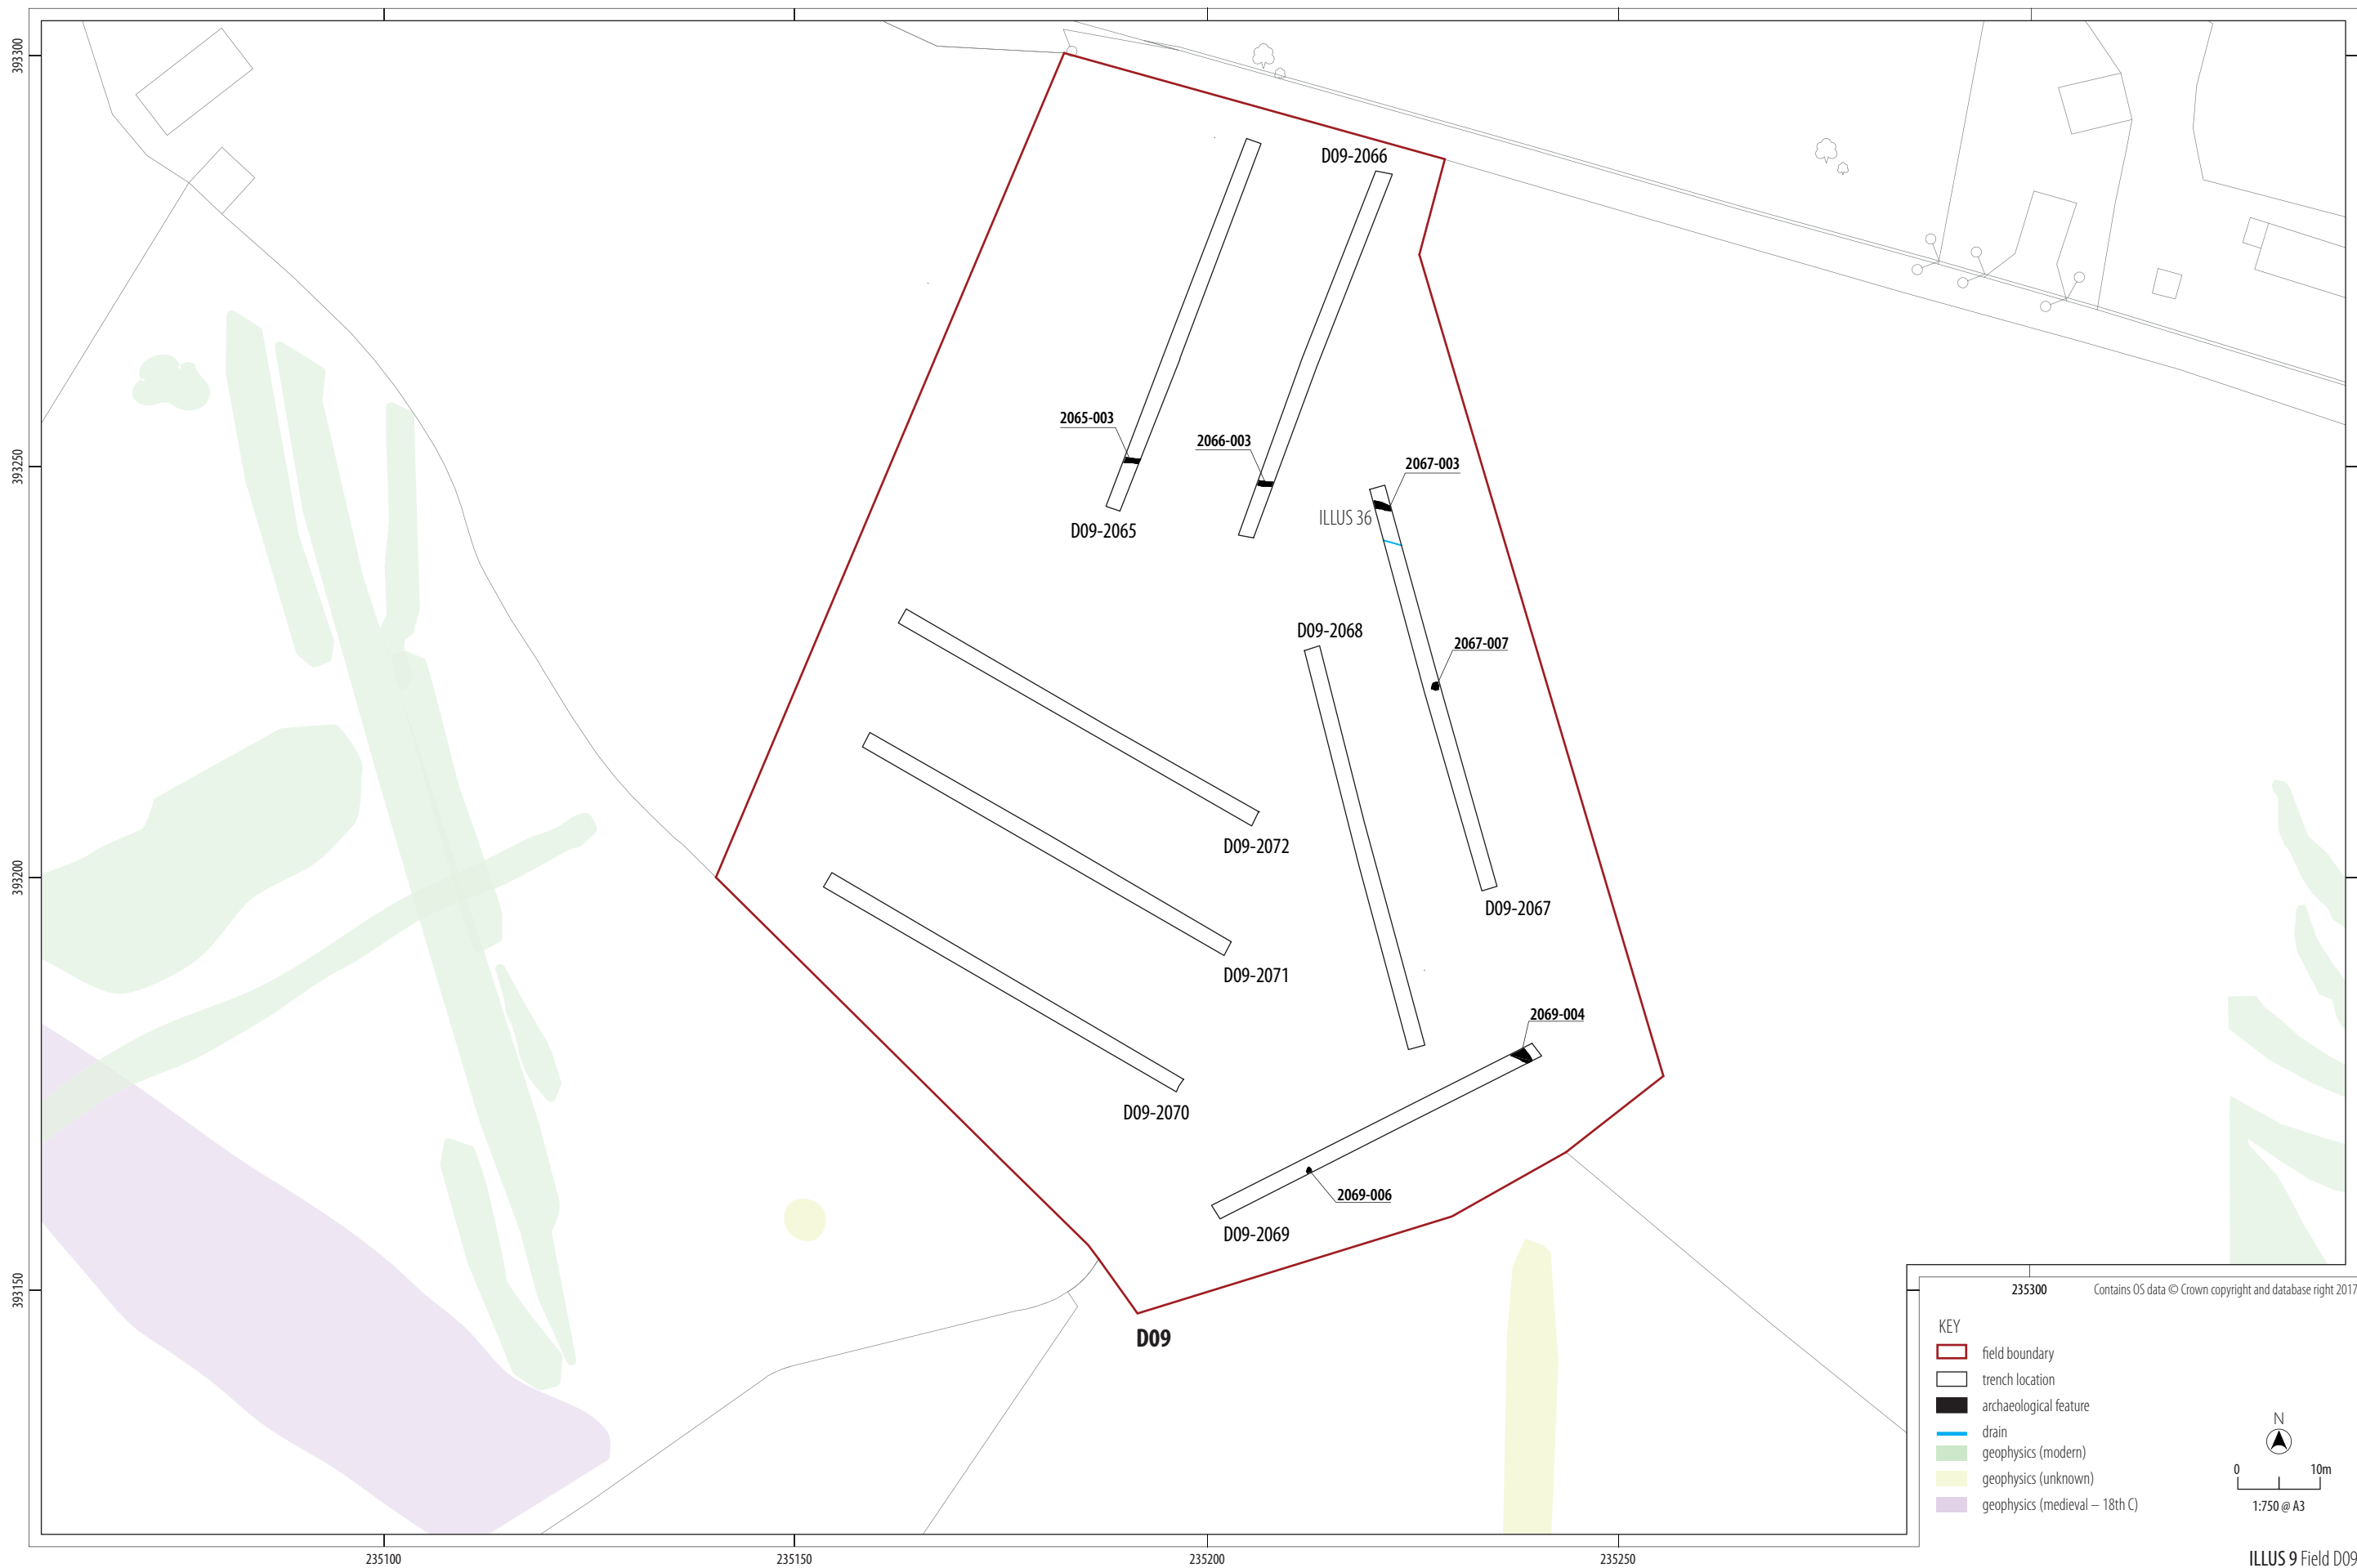 393300
393250
393200
393150
D09-2066
2065-003
2066-003
2067-003
ILLUS 36
D09-2065
D09-2068
2067-007
D09-2072
D09-2067
D09-2071
2069-004
D09-2070
2069-006
D09-2069
D09
235300
Contains OS data © Crown copyright and database right 2017
KEY
field boundary
trench location
archaeological feature
drain
geophysics (modern)
geophysics (unknown)
geophysics (medieval – 18th C)
N
0 10m
1:750 @ A3
235100
235150
235200
235250
ILLUS 9 Field D09